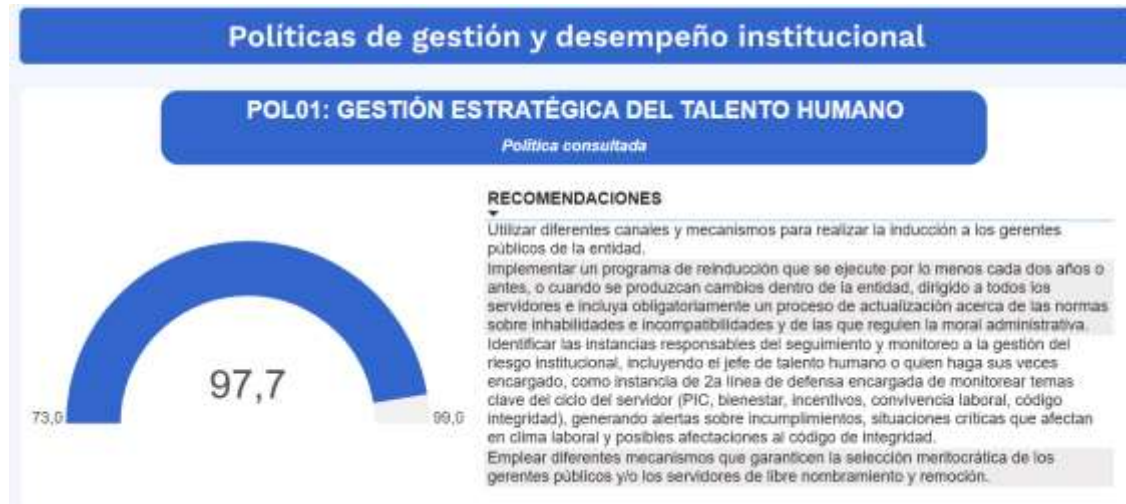 Políticas de gestión y desempeño institucional
POL01: GESTIÓN ESTRATÉGICA DEL TALENTO HUMANO
Política consultada
RECOMENDACIONES
Utilizar diferentes canales y mecanismos para realizar la inducción a los gerentes
públicos de la entidad.
Implementar un programa de reinducción que se ejecute por lo menos cada dos años o
antes, o cuando se produzcan cambios dentro de la entidad, dirigido a todos los
servidores e incluya obligatoriamente un proceso de actualización acerca de las normas
sobre inhabilidades e incompatibilidades y de las que regulen la moral administrativa.
Identificar las instancias responsables del seguimiento y monitoreo a la gestión del
riesgo institucional, incluyendo el jefe de talento humano o quien haga sus veces
encargado, como instancia de 2a línea de defensa encargada de monitorear temas
clave del ciclo del servidor (PIC, bienestar, incentivos, convivencia laboral, código
integridad), generando alertas sobre incumplimientos, situaciones críticas que afectan
en clima laboral y posibles afectaciones al código de integridad.
Emplear diferentes mecanismos que garanticen la selección meritocrática de los
gerentes públicos y/o los servidores de libre nombramiento y remoción.
97,7
73,0
99,0